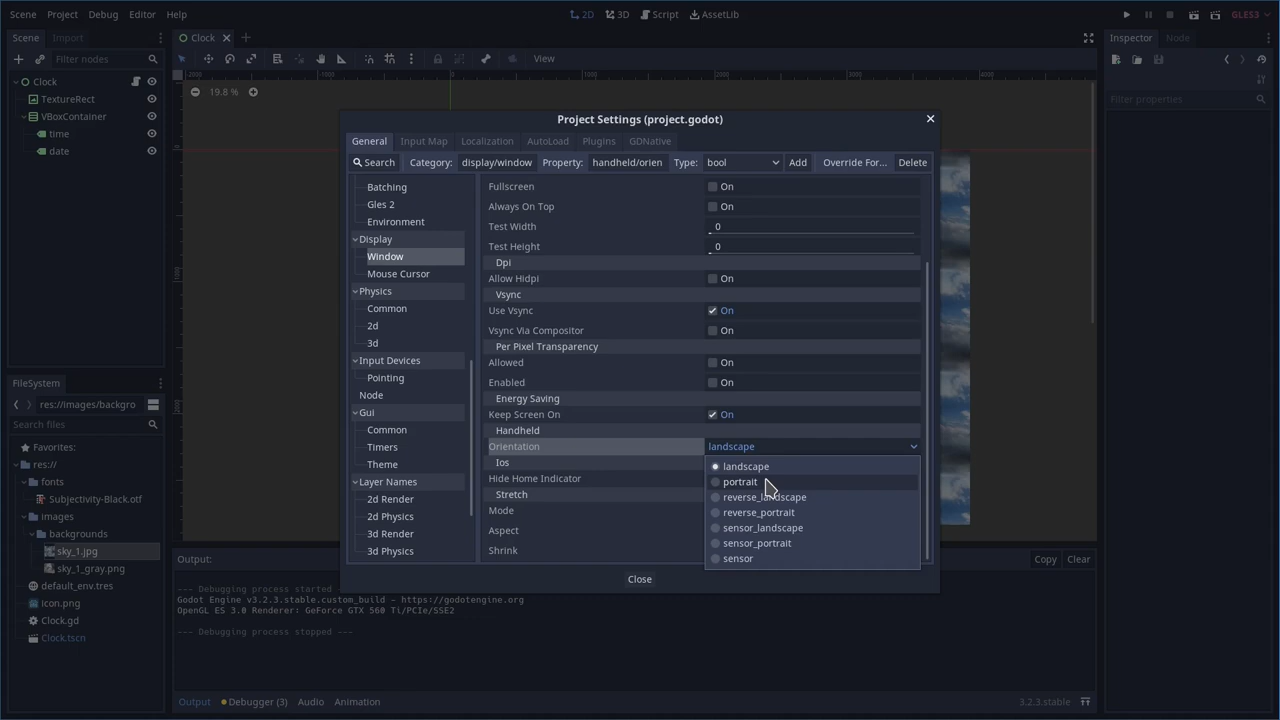 Scene Project Debug Editor Help
2D 3D Script AssetLib
GLES3
Scene Import
Filter nodes
Clock
TextureRect
VBoxContainer
time
date
FileSystem
res://images/backgro
Search files
Favorites:
res://
fonts
Subjectivity-Black.otf
images
backgrounds
sky_1.jpg
sky_1_gray.png
default_env.tres
icon.png
Clock.gd
Clock.tscn
Clock
View
19.8 %
Project Settings (project.godot)
General Input Map Localization AutoLoad Plugins GDNative
Search Category: display/window Property: handheld/orien Type: bool Add Override For... Delete
Batching
Gles 2
Environment
Display
Window
Mouse Cursor
Physics
Common
2d
3d
Input Devices
Pointing
Node
Gui
Common
Timers
Theme
Layer Names
2d Render
2d Physics
3d Render
3d Physics
Fullscreen On
Always On Top On
Test Width 0
Test Height 0
Dpi
Allow Hidpi On
Vsync
Use Vsync On
Vsync Via Compositor On
Per Pixel Transparency
Allowed On
Enabled On
Energy Saving
Keep Screen On On
Handheld
Orientation landscape
Ios
Hide Home Indicator
Stretch
Mode
Aspect
Shrink
landscape
portrait
reverse_landscape
reverse_portrait
sensor_landscape
sensor_portrait
sensor
Close
Output:
Copy Clear
--- Debugging process started ---
Godot Engine v3.2.3.stable.custom_build - https://godotengine.org
OpenGL ES 3.0 Renderer: GeForce GTX 560 Ti/PCIe/SSE2
--- Debugging process stopped ---
Output Debugger (3) Audio Animation
3.2.3.stable
Inspector Node
Filter properties